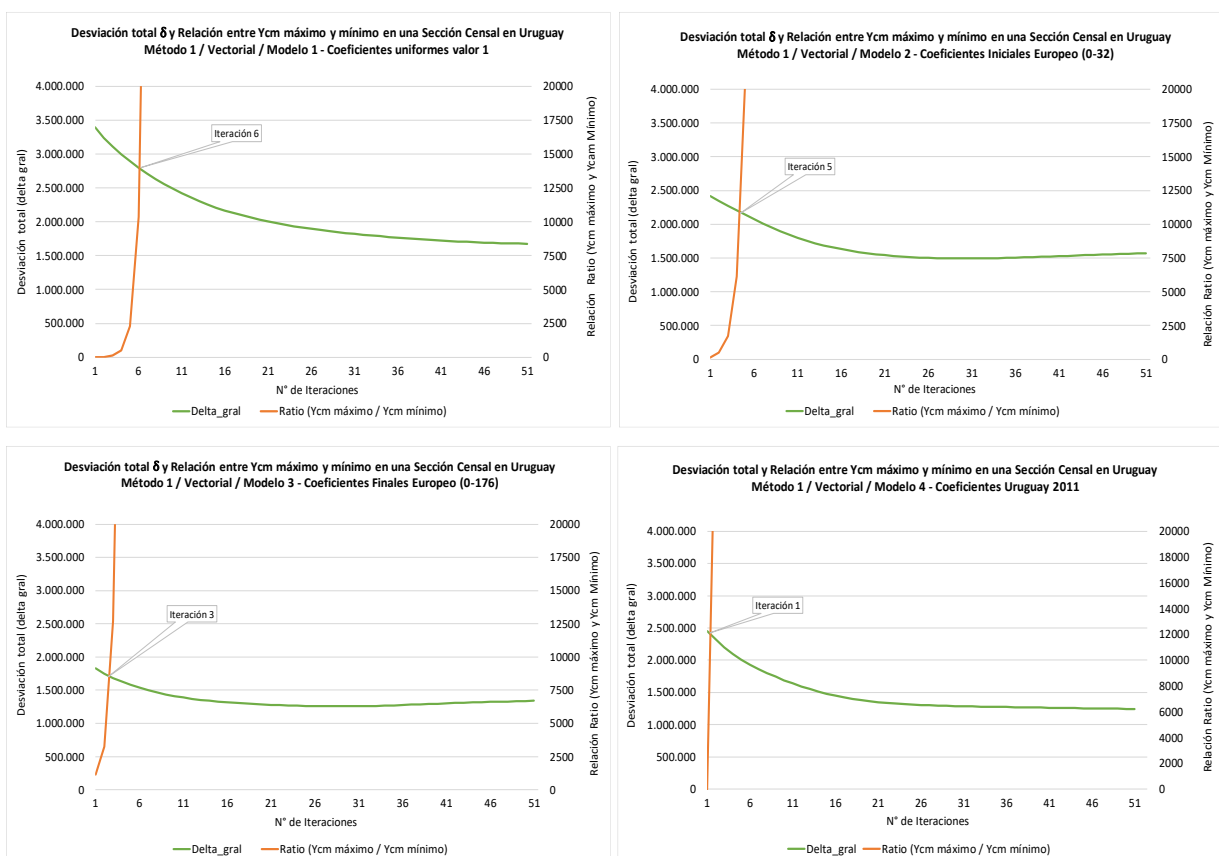 Desviación total δ y Relación entre Ycm máximo y mínimo en una Sección Censal en Uruguay
Método 1 / Vectorial / Modelo 1 - Coeficientes uniformes valor 1
Desviación total (delta gral)
4.000.000
3.500.000
3.000.000
2.500.000
2.000.000
1.500.000
1.000.000
500.000
0
Iteración 6
20000
17500
15000
12500
10000
7500
5000
2500
0
Relación Ratio (Ycm máximo y Ycam Mínimo)
1 6 11 16 21 26 31 36 41 46 51
N° de Iteraciones
Delta_gral Ratio (Ycm máximo / Ycm mínimo)
Desviación total δ y Relación entre Ycm máximo y mínimo en una Sección Censal en Uruguay
Método 1 / Vectorial / Modelo 2 - Coeficientes Iniciales Europeo (0-32)
Desviación total (delta gral)
4.000.000
3.500.000
3.000.000
2.500.000
2.000.000
1.500.000
1.000.000
500.000
0
Iteración 5
20000
17500
15000
12500
10000
7500
5000
2500
0
Relación Ratio (Ycm máximo y Ycm Mínimo)
1 6 11 16 21 26 31 36 41 46 51
N° de Iteraciones
Delta_gral Ratio (Ycm máximo / Ycm mínimo)
Desviación total δ y Relación entre Ycm máximo y mínimo en una Sección Censal en Uruguay
Método 1 / Vectorial / Modelo 3 - Coeficientes Finales Europeo (0-176)
Desviación total (delta gral)
4.000.000
3.500.000
3.000.000
2.500.000
2.000.000
1.500.000
1.000.000
500.000
0
Iteración 3
20000
17500
15000
12500
10000
7500
5000
2500
0
Relación Ratio (Ycm máximo y Ycm Mínimo)
1 6 11 16 21 26 31 36 41 46 51
N° de Iteraciones
Delta_gral Ratio (Ycm máximo / Ycm mínimo)
Desviación total y Relación entre Ycm máximo y mínimo en una Sección Censal en Uruguay
Método 1 / Vectorial / Modelo 4 - Coeficientes Uruguay 2011
Desviación total (delta gral)
4.000.000
3.500.000
3.000.000
2.500.000
2.000.000
1.500.000
1.000.000
500.000
0
Iteración 1
20000
18000
16000
14000
12000
10000
8000
6000
4000
2000
0
Relación Ratio (Ycm máximo y Ycm Mínimo)
1 6 11 16 21 26 31 36 41 46 51
N° de Iteraciones
Delta_gral Ratio (Ycm máximo / Ycm mínimo)